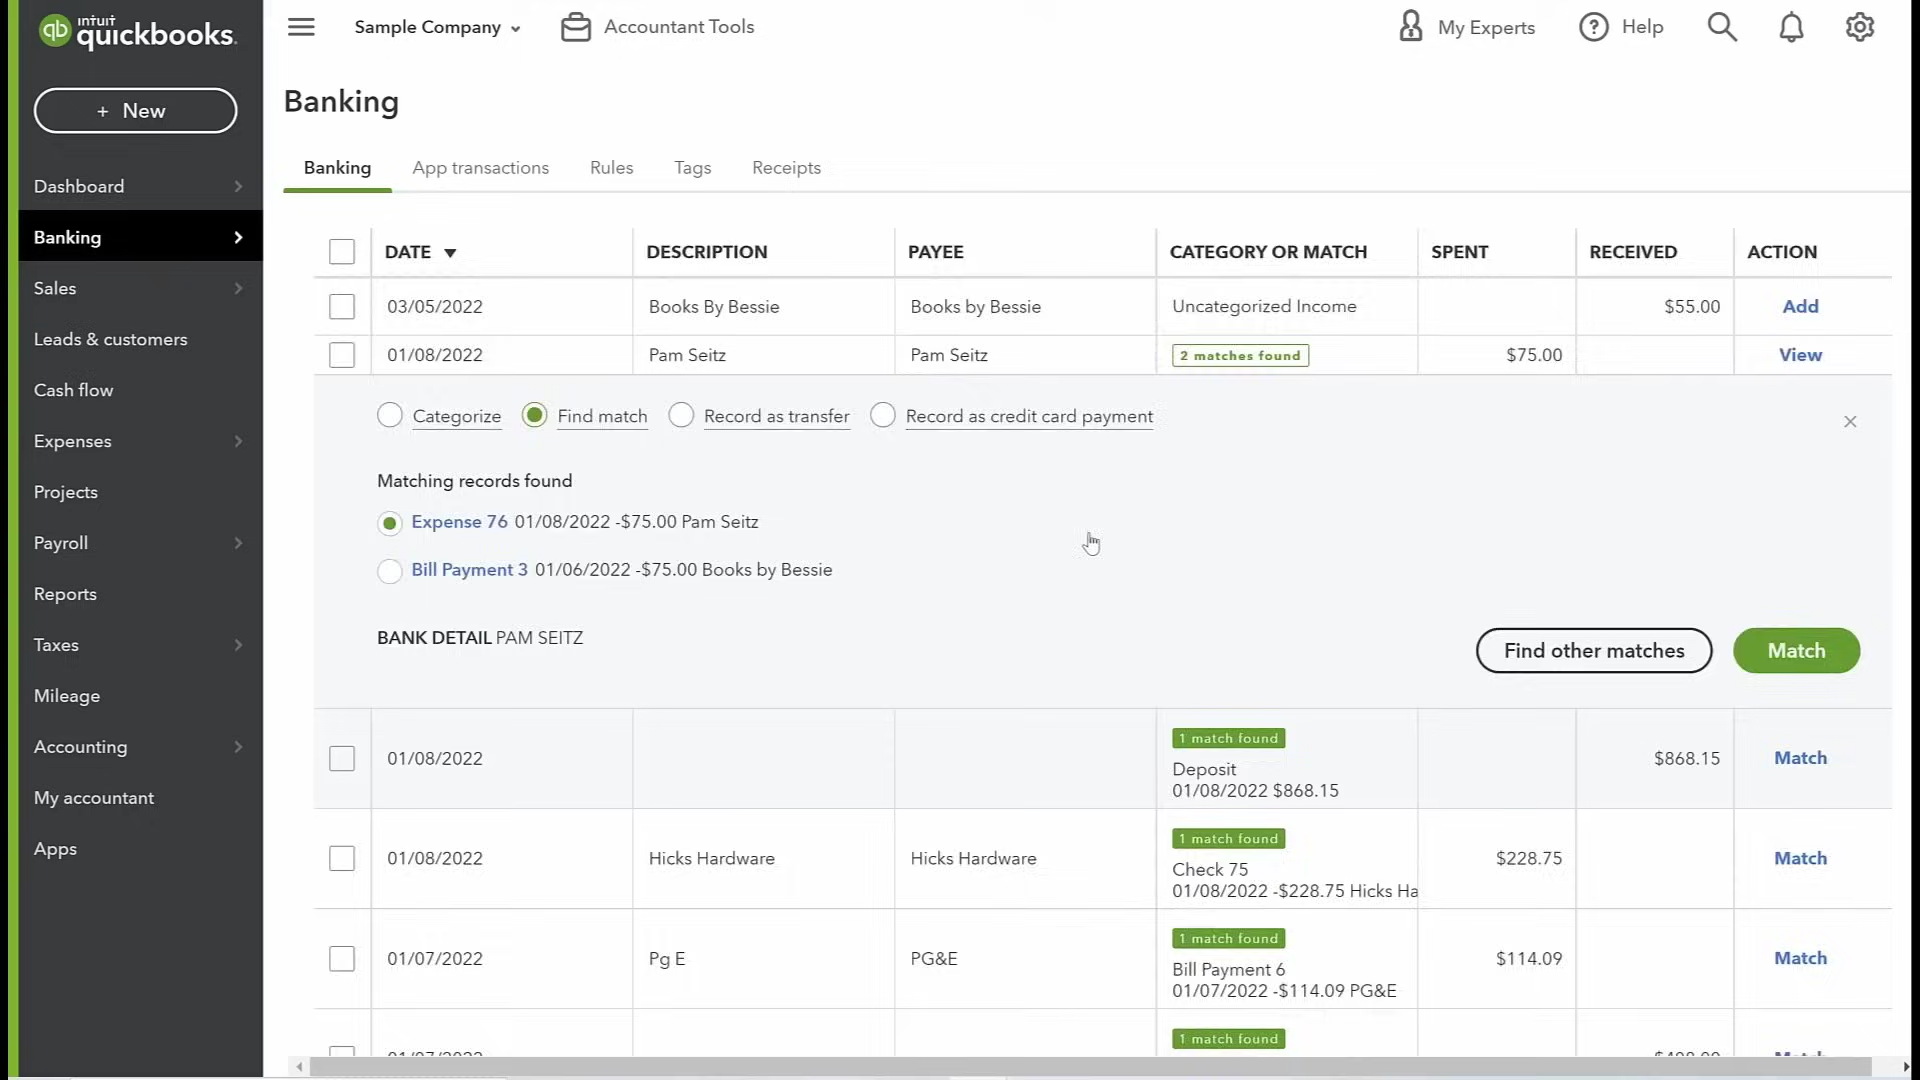 intuit
quickbooks.
Sample Company
Accountant Tools
My Experts
Help
+ New
Dashboard
Banking
Sales
Leads & customers
Cash flow
Expenses
Projects
Payroll
Reports
Taxes
Mileage
Accounting
My accountant
Apps
Banking
Banking App transactions Rules Tags Receipts
DATE DESCRIPTION PAYEE CATEGORY OR MATCH SPENT RECEIVED ACTION
03/05/2022 Books By Bessie Books by Bessie Uncategorized Income $55.00 Add
01/08/2022 Pam Seitz Pam Seitz 2 matches found $75.00 View
Categorize Find match Record as transfer Record as credit card payment
Matching records found
Expense 76 01/08/2022 -$75.00 Pam Seitz
Bill Payment 3 01/06/2022 -$75.00 Books by Bessie
BANK DETAIL PAM SEITZ
Find other matches Match
1 match found
01/08/2022 $868.15 Match
Deposit
01/08/2022 $868.15
1 match found
01/08/2022 Hicks Hardware Hicks Hardware $228.75 Match
Check 75
01/08/2022 -$228.75 Hicks Ha
1 match found
01/07/2022 Pg E PG&E $114.09 Match
Bill Payment 6
01/07/2022 -$114.09 PG&E
1 match found